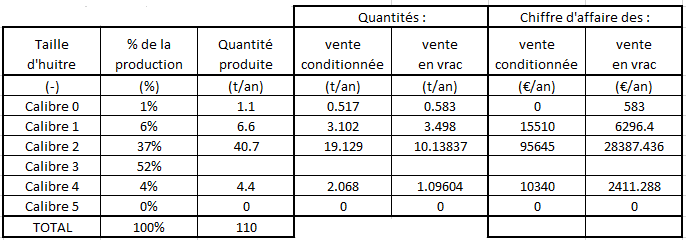 Quantités : Chiffre d'affaire des :
Taille % de la Quantité vente vente vente vente
d'huitre production produite conditionnée en vrac conditionnée en vrac
(-) (%) (t/an) (t/an) (t/an) (€/an) (€/an)
Calibre 0 1% 1.1 0.517 0.583 0 583
Calibre 1 6% 6.6 3.102 3.498 15510 6296.4
Calibre 2 37% 40.7 19.129 10.13837 95645 28387.436
Calibre 3 52%
Calibre 4 4% 4.4 2.068 1.09604 10340 2411.288
Calibre 5 0% 0 0 0 0 0
TOTAL 100% 110